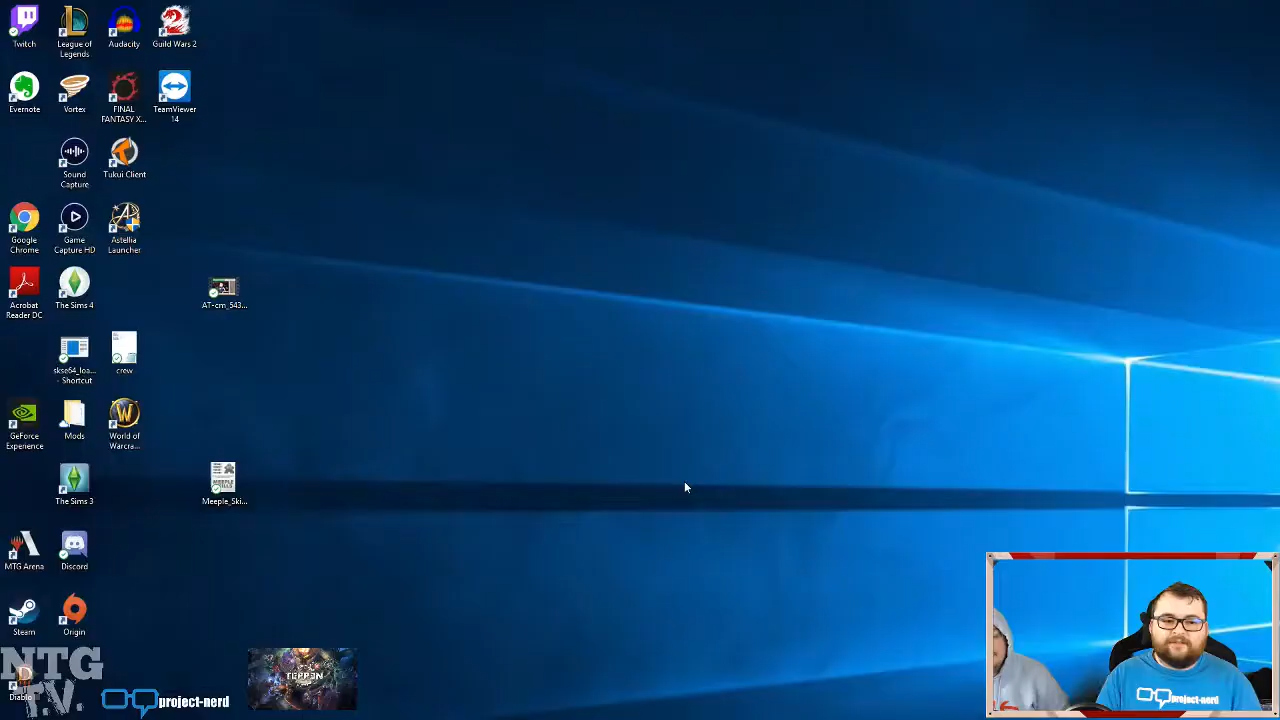 Twitch
League of
Legends
Audacity
Guild Wars 2
Evernote
Vortex
FINAL
FANTASY X...
TeamViewer
14
Sound
Capture
Tukui Client
Google
Chrome
Game
Capture HD
Astellia
Launcher
Acrobat
Reader DC
The Sims 4
AT-cm_543...
skse64_loa...
- Shortcut
crew
GeForce
Experience
Mods
World of
Warcra...
The Sims 3
Meeple_Ski...
MTG Arena
Discord
Steam
Origin
NTG
T.V.
Diablo
project-nerd
TEPPEN
project-nerd